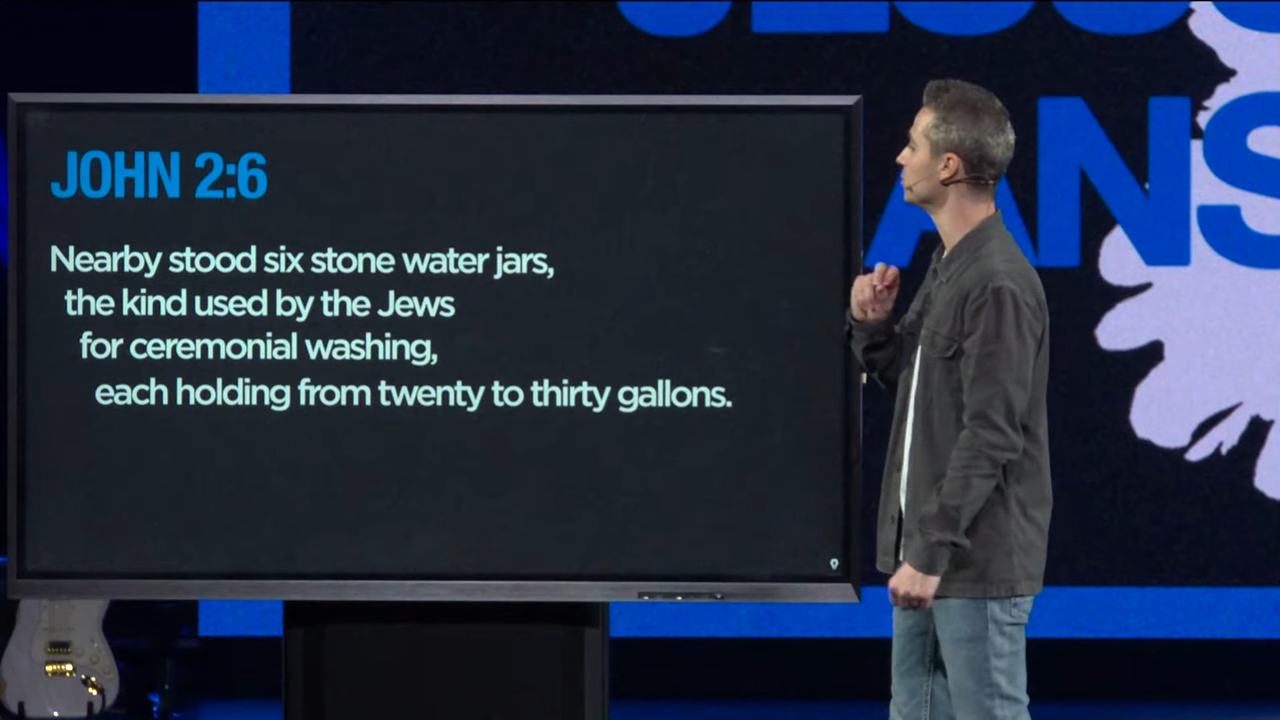 JOHN 2:6
Nearby stood six stone water jars,
the kind used by the Jews
for ceremonial washing,
each holding from twenty to thirty gallons.
ANS